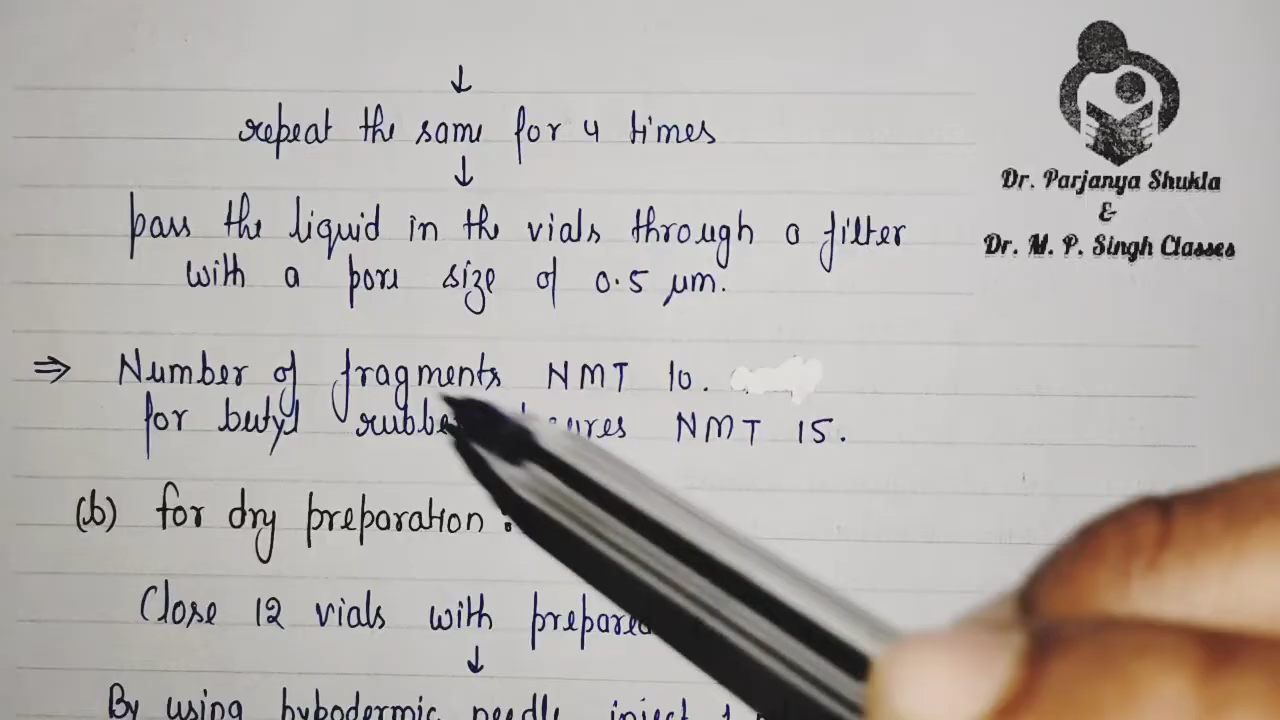 ↓
repeat the same for 4 times
↓
pass the liquid in the vials through a filter
with a pore size of 0.5 μm.
⇒ Number of fragments NMT 10.
for butyl rubber NMT 15.
(b) for dry preparation :
Close 12 vials with prepared
↓
By using hypodermic needle inject 1
Dr. Parjanya Shukla
&
Dr. M. P. Singh Classes